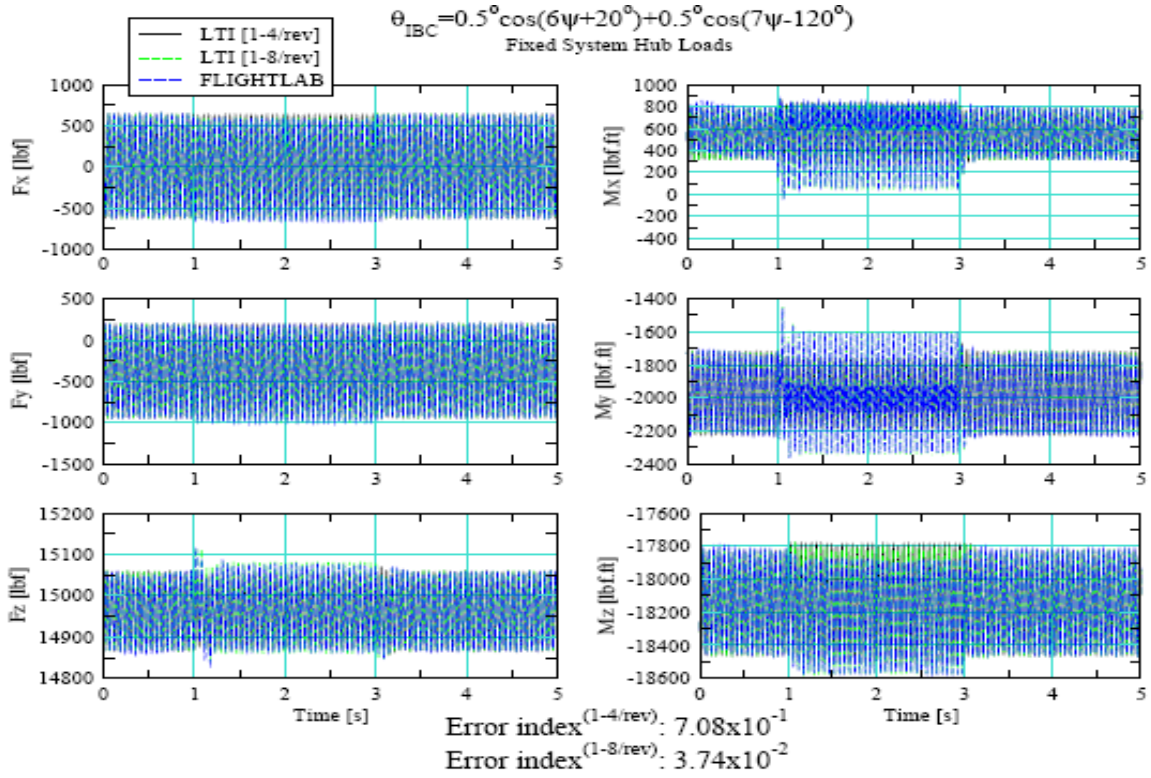 θIBC=0.5°cos(6ψ+20°)+0.5°cos(7ψ-120°)
Fixed System Hub Loads
LTI [1-4/rev]
LTI [1-8/rev]
FLIGHTLAB
1000
500
0
-500
-1000
Fx [lbf]
0 1 2 3 4 5
1000
800
600
400
200
0
-200
-400
Mx [lbf.ft]
0 1 2 3 4 5
500
0
-500
-1000
-1500
Fy [lbf]
0 1 2 3 4 5
-1400
-1600
-1800
-2000
-2200
-2400
My [lbf.ft]
0 1 2 3 4 5
15200
15100
15000
14900
14800
Fz [lbf]
0 1 2 3 4 5
Time [s]
-17600
-17800
-18000
-18200
-18400
-18600
Mz [lbf.ft]
0 1 2 3 4 5
Time [s]
Error index(1-4/rev): 7.08x10-1
Error index(1-8/rev): 3.74x10-2